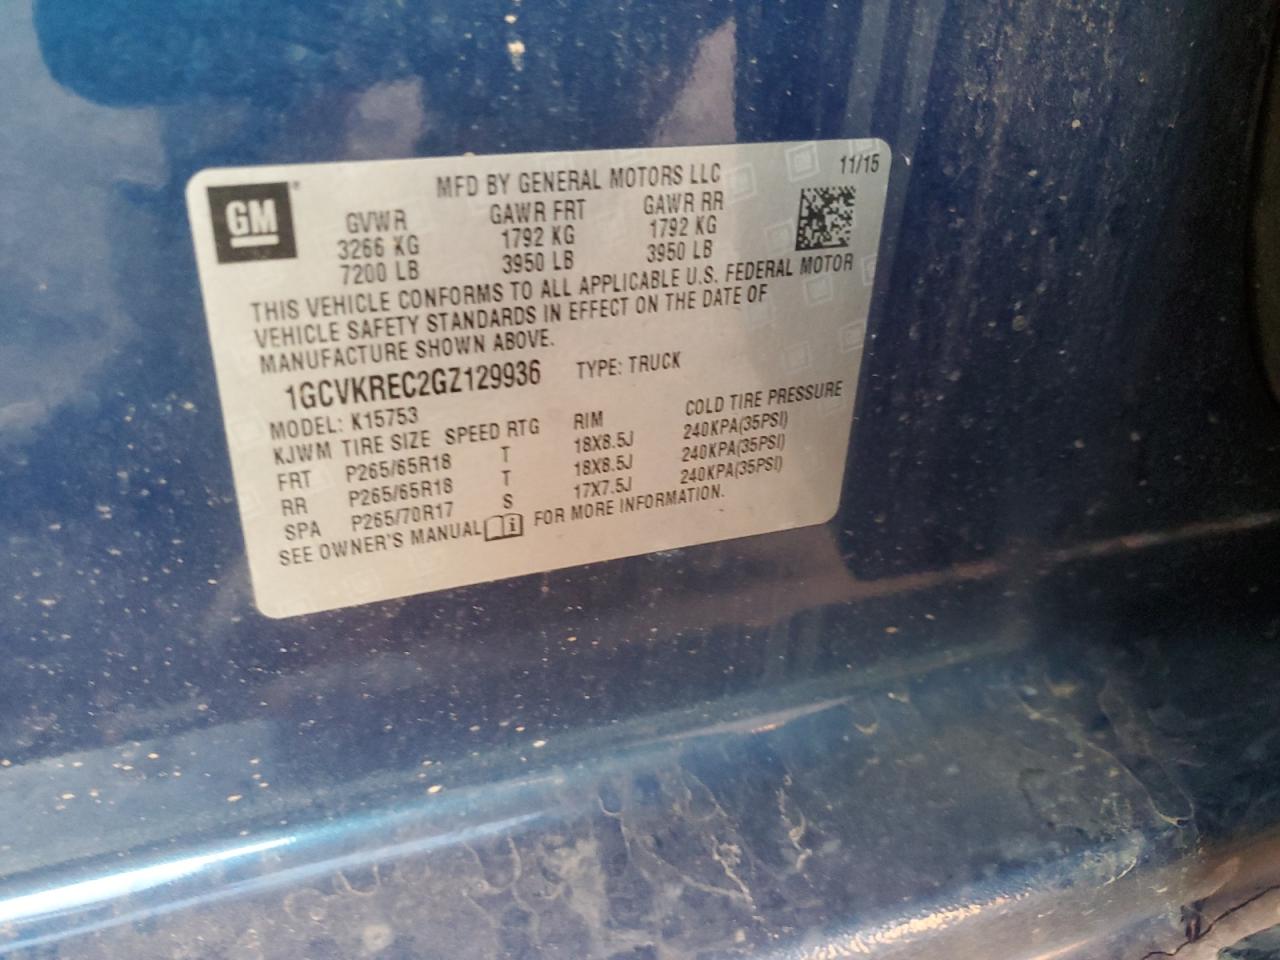 GM
MFD BY GENERAL MOTORS LLC 11/15
GVWR GAWR FRT GAWR RR
3266 KG 1792 KG 1792 KG
7200 LB 3950 LB 3950 LB
THIS VEHICLE CONFORMS TO ALL APPLICABLE U.S. FEDERAL MOTOR
VEHICLE SAFETY STANDARDS IN EFFECT ON THE DATE OF
MANUFACTURE SHOWN ABOVE.
1GCVKREC2GZ129936 TYPE: TRUCK
MODEL: K15753
KJWM TIRE SIZE SPEED RTG RIM COLD TIRE PRESSURE
FRT P265/65R18 T 18X8.5J 240KPA(35PSI)
RR P265/65R18 T 18X8.5J 240KPA(35PSI)
SPA P265/70R17 S 17X7.5J 240KPA(35PSI)
SEE OWNER'S MANUAL i FOR MORE INFORMATION.